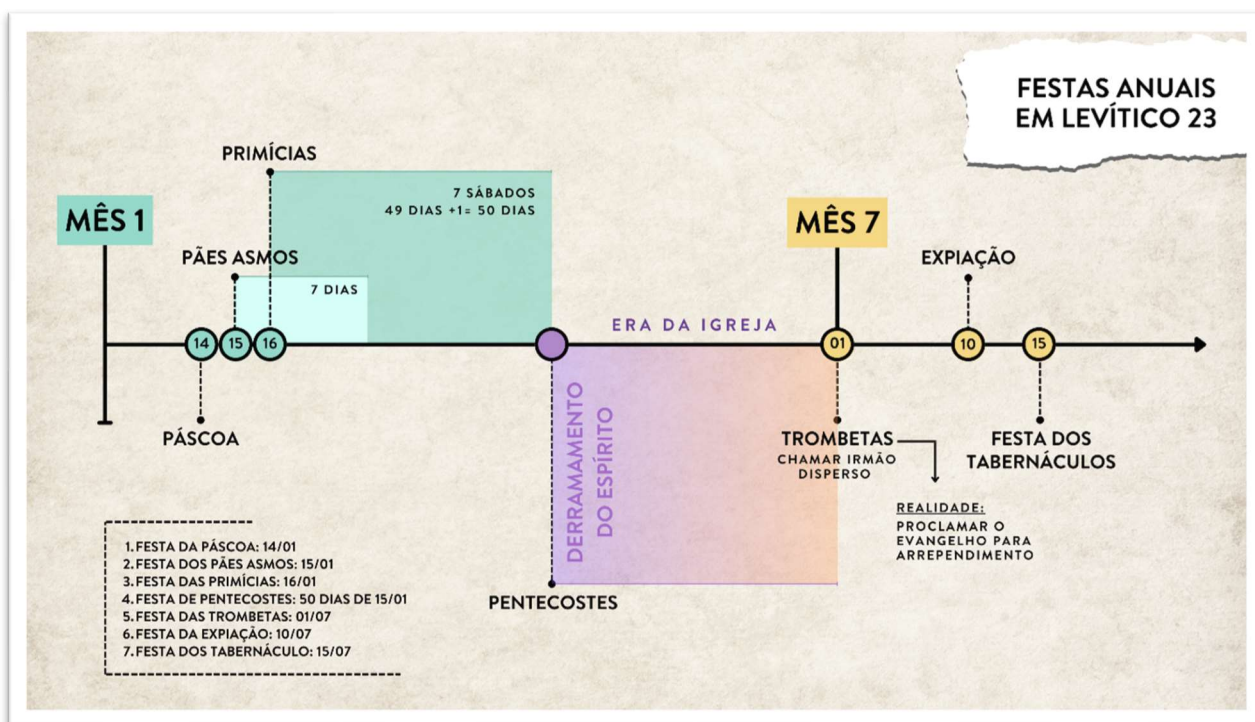 FESTAS ANUAIS
EM LEVÍTICO 23
PRIMÍCIAS
7 SÁBADOS
49 DIAS +1= 50 DIAS
MÊS 1
MÊS 7
PÃES ASMOS
EXPIAÇÃO
7 DIAS
ERA DA IGREJA
14
15
16
01
10
15
DERRAMAMENTO
DO ESPÍRITO
PÁSCOA
TROMBETAS
CHAMAR IRMÃO
DISPERSO
FESTA DOS
TABERNÁCULOS
REALIDADE:
PROCLAMAR O
EVANGELHO PARA
ARREPENDIMENTO
PENTECOSTES
1.FESTA DA PÁSCOA: 14/01
2.FESTA DOS PÃES ASMOS: 15/01
3.FESTA DAS PRIMÍCIAS: 16/01
4.FESTA DE PENTECOSTES: 50 DIAS DE 15/01
5.FESTA DAS TROMBETAS: 01/07
6.FESTA DA EXPIAÇÃO: 10/07
7.FESTA DOS TABERNÁCULO: 15/07